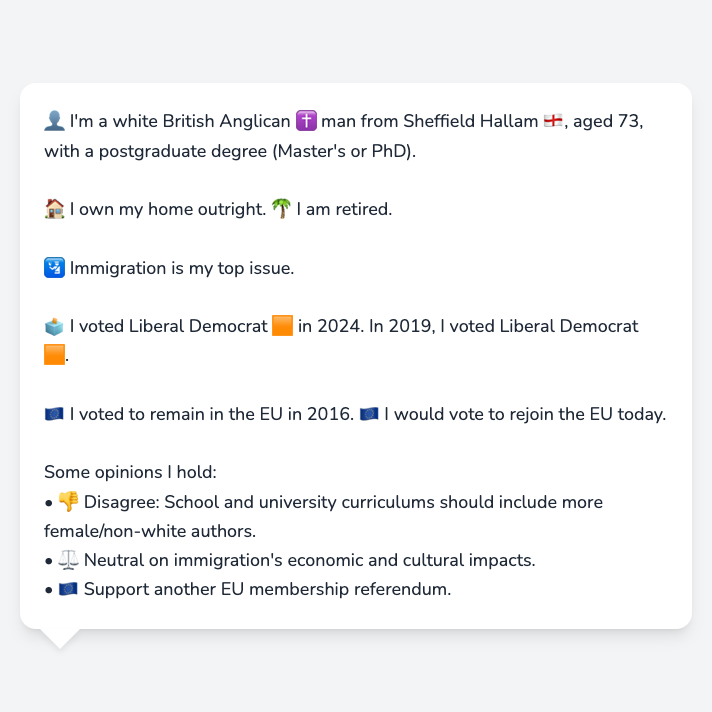 👤 I'm a white British Anglican ✝️ man from Sheffield Hallam 🏴󠁧󠁢󠁥󠁮󠁧󠁿, aged 73,
with a postgraduate degree (Master's or PhD).
🏠 I own my home outright. 🌴 I am retired.
🛂 Immigration is my top issue.
🗳️ I voted Liberal Democrat 🟧 in 2024. In 2019, I voted Liberal Democrat
🟧.
🇪🇺 I voted to remain in the EU in 2016. 🇪🇺 I would vote to rejoin the EU today.
Some opinions I hold:
• 👎 Disagree: School and university curriculums should include more
female/non-white authors.
• ⚖️ Neutral on immigration's economic and cultural impacts.
• 🇪🇺 Support another EU membership referendum.